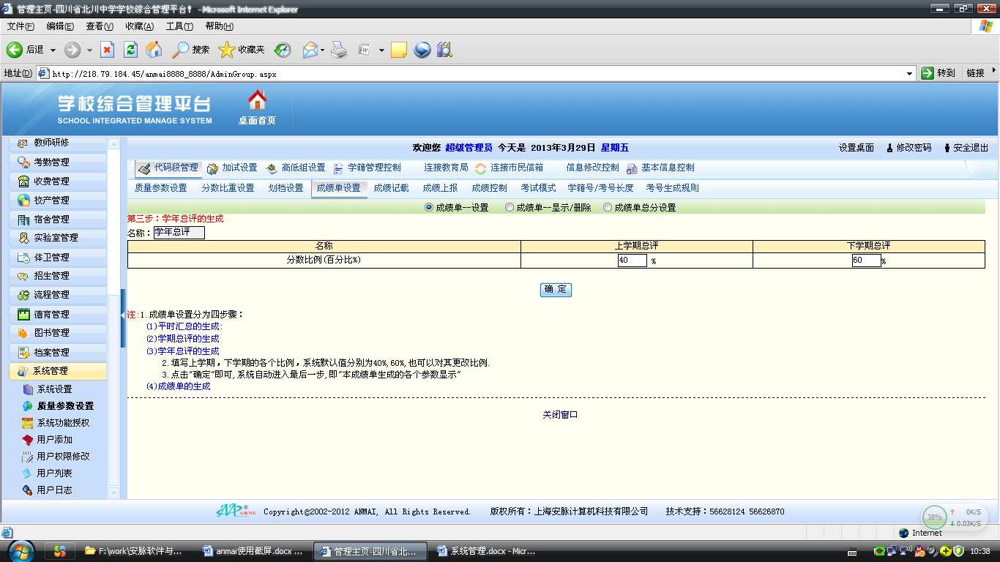 管理主页-四川省北川中学学校综合管理平台！ - Microsoft Internet Explorer
文件(F) 编辑(E) 查看(V) 收藏(A) 工具(T) 帮助(H)
后退 搜索 收藏夹
地址(D) http://218.79.184.45/anmai8888_8888/AdminGroup.aspx 转到 链接
学校综合管理平台
SCHOOL INTEGRATED MANAGE SYSTEM
桌面首页
欢迎您 超级管理员 今天是 2013年3月29日 星期五 设置桌面 修改密码 安全退出
代码段管理 加试设置 高低组设置 学籍管理控制 连接教育局 连接市民信箱 信息修改控制 基本信息控制
质量参数设置 分数比重设置 划档设置 成绩单设置 成绩记载 成绩上报 成绩控制 考试模式 学籍号/考号长度 考号生成规则
成绩单--设置 成绩单--显示/删除 成绩单总分设置
教师研修
考勤管理
收费管理
校产管理
宿舍管理
实验室管理
体卫管理
招生管理
流程管理
德育管理
图书管理
档案管理
系统管理
系统设置
质量参数设置
系统功能授权
用户添加
用户权限修改
用户列表
用户日志
第三步：学年总评的生成
名称：学年总评
名称 上学期总评 下学期总评
分数比例(百分比%) 40 % 60 %
确 定
注:1.成绩单设置分为四步骤：
(1)平时汇总的生成:
(2)学期总评的生成
(3)学年总评的生成
2.填写上学期，下学期的各个比例，系统默认值分别为40%,60%,也可以对其更改比例.
3.点击"确定"即可,系统自动进入最后一步,即"本成绩单生成的各个参数显示"
(4)成绩单的生成
关闭窗口
Copyright©2002-2012 ANMAI, All Rights Reserved. 版权所有：上海安脉计算机科技有限公司 技术支持：56628124 56626870
38% 0K/S
0.03K/S
Internet
F:\work\安脉软件与... anmai使用截屏.docx ... 管理主页-四川省北... 系统管理.docx - Micr... 10:38